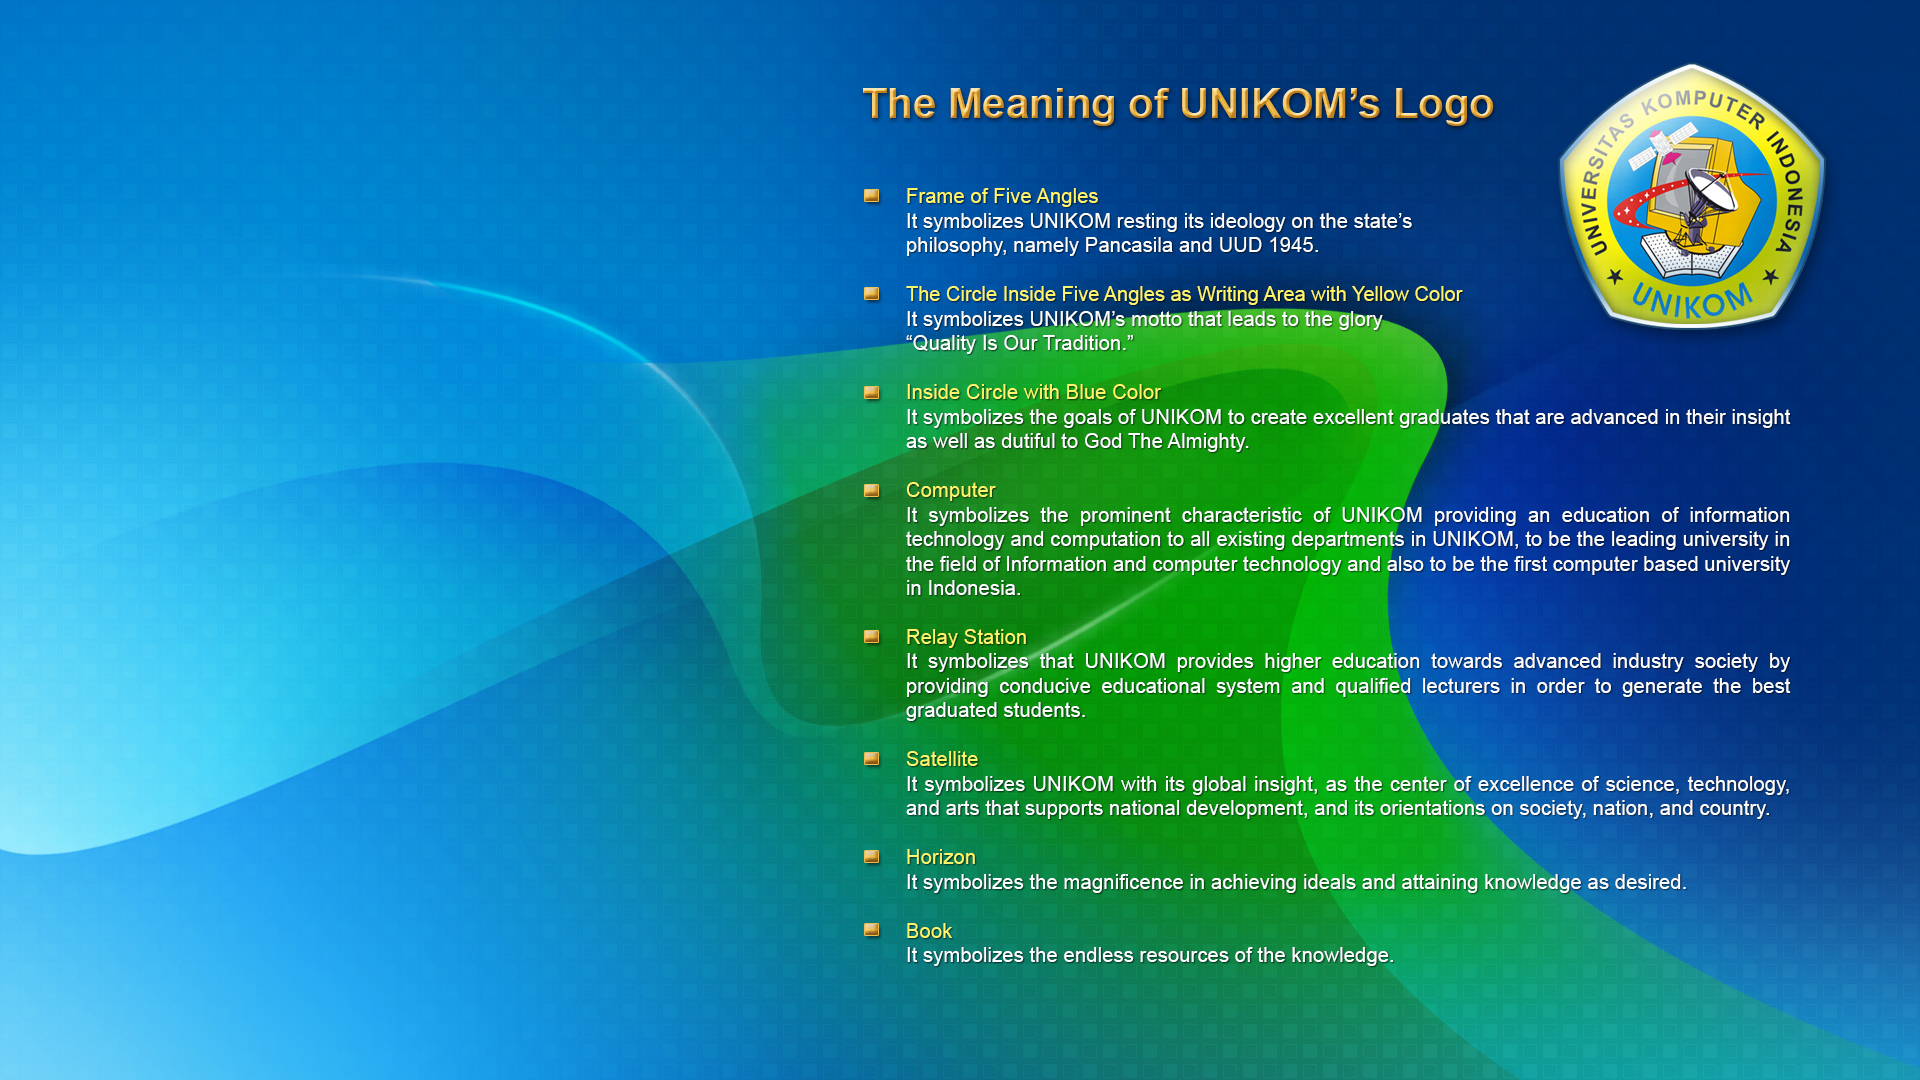 The Meaning of UNIKOM’s Logo
UNIVERSITAS KOMPUTER INDONESIA
UNIKOM
Frame of Five Angles
It symbolizes UNIKOM resting its ideology on the state’s
philosophy, namely Pancasila and UUD 1945.
The Circle Inside Five Angles as Writing Area with Yellow Color
It symbolizes UNIKOM’s motto that leads to the glory
“Quality Is Our Tradition.”
Inside Circle with Blue Color
It symbolizes the goals of UNIKOM to create excellent graduates that are advanced in their insight
as well as dutiful to God The Almighty.
Computer
It symbolizes the prominent characteristic of UNIKOM providing an education of information
technology and computation to all existing departments in UNIKOM, to be the leading university in
the field of Information and computer technology and also to be the first computer based university
in Indonesia.
Relay Station
It symbolizes that UNIKOM provides higher education towards advanced industry society by
providing conducive educational system and qualified lecturers in order to generate the best
graduated students.
Satellite
It symbolizes UNIKOM with its global insight, as the center of excellence of science, technology,
and arts that supports national development, and its orientations on society, nation, and country.
Horizon
It symbolizes the magnificence in achieving ideals and attaining knowledge as desired.
Book
It symbolizes the endless resources of the knowledge.